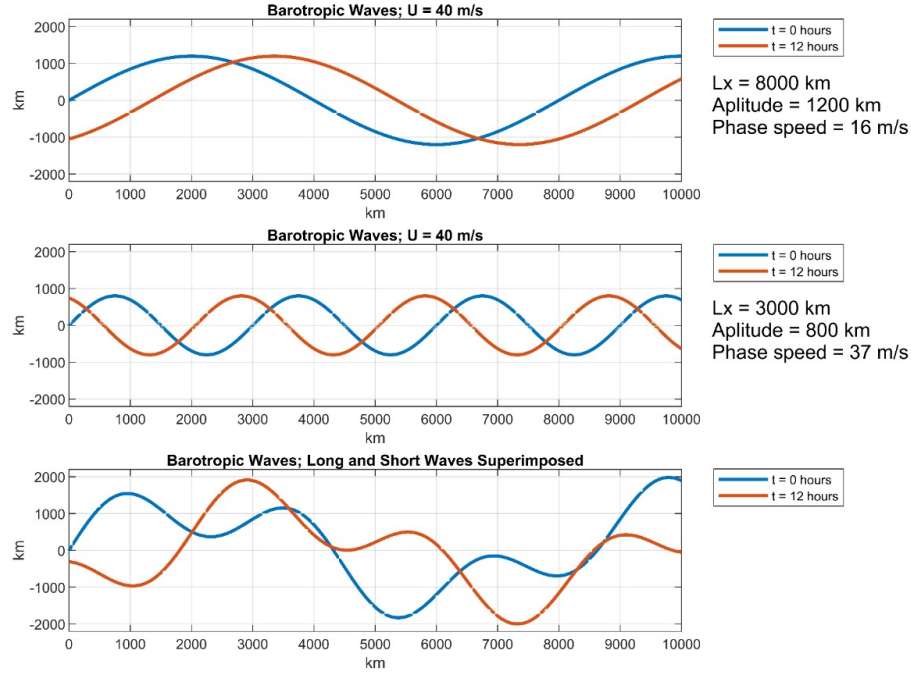 Barotropic Waves; U = 40 m/s
2000
1000
0
-1000
-2000
km
0 1000 2000 3000 4000 5000 6000 7000 8000 9000 10000
km
t = 0 hours
t = 12 hours
Lx = 8000 km
Aplitude = 1200 km
Phase speed = 16 m/s
Barotropic Waves; U = 40 m/s
2000
1000
0
-1000
-2000
km
0 1000 2000 3000 4000 5000 6000 7000 8000 9000 10000
km
t = 0 hours
t = 12 hours
Lx = 3000 km
Aplitude = 800 km
Phase speed = 37 m/s
Barotropic Waves; Long and Short Waves Superimposed
2000
1000
0
-1000
-2000
km
0 1000 2000 3000 4000 5000 6000 7000 8000 9000 10000
km
t = 0 hours
t = 12 hours